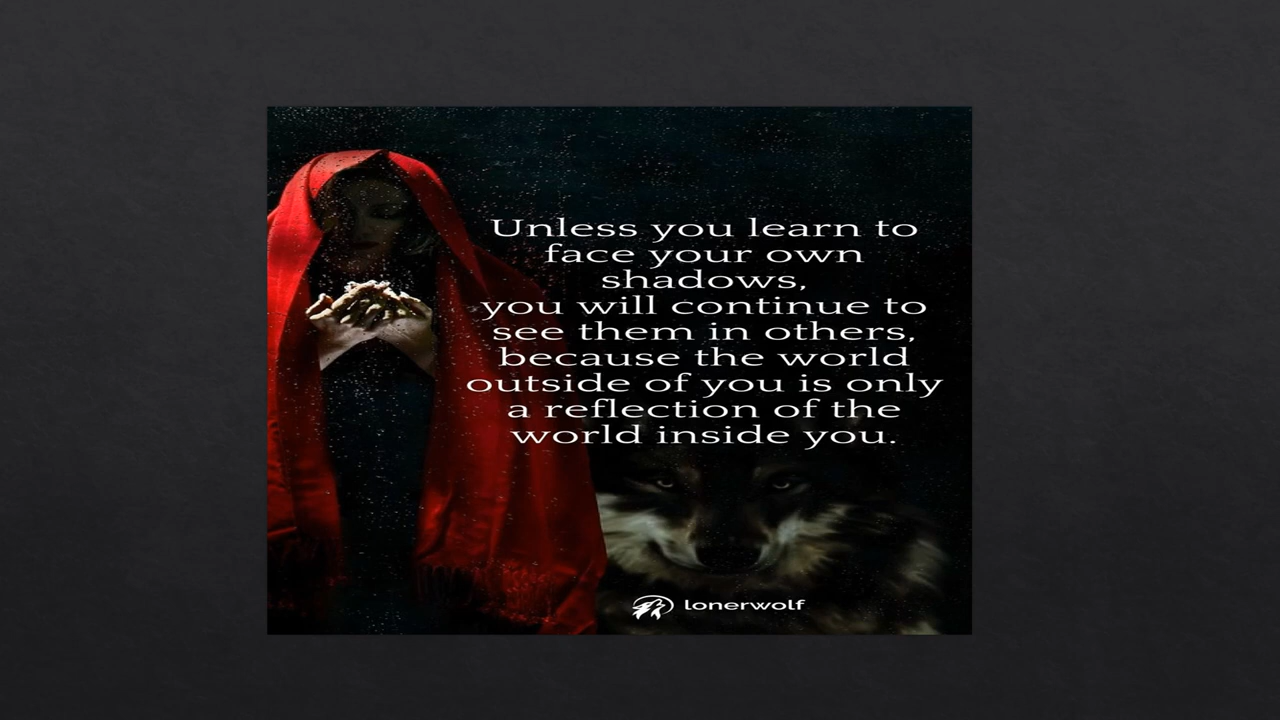 Unless you learn to
face your own
shadows,
you will continue to
see them in others,
because the world
outside of you is only
a reflection of the
world inside you.
lonerwolf